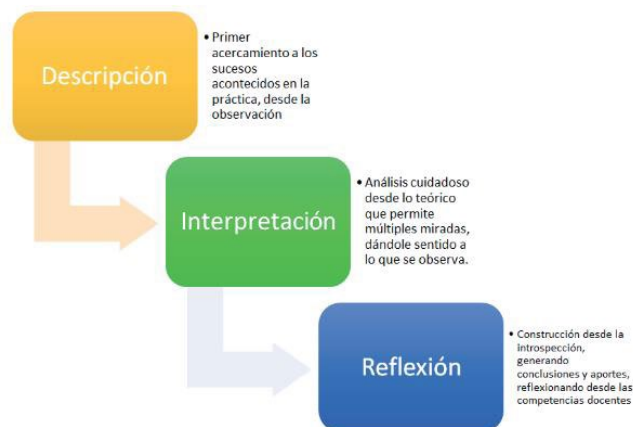 Descripción
• Primer
acercamiento a los
sucesos
acontecidos en la
práctica, desde la
observación
Interpretación
• Análisis cuidadoso
desde lo teórico
que permite
múltiples miradas,
dándole sentido a
lo que se observa.
Reflexión
• Construcción desde la
introspección,
generando
conclusiones y aportes,
reflexionando desde las
competencias docentes